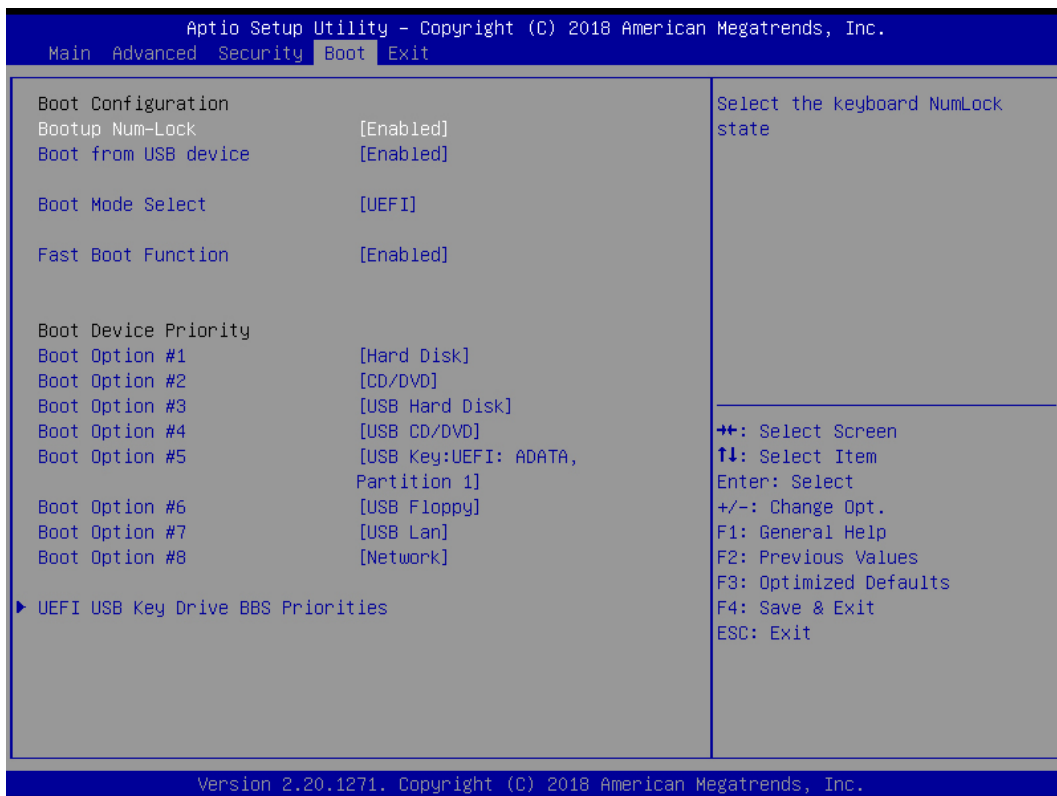 Aptio Setup Utility – Copyright (C) 2018 American Megatrends, Inc.
Main Advanced Security Boot Exit
Boot Configuration
Bootup Num-Lock [Enabled]
Boot from USB device [Enabled]
Boot Mode Select [UEFI]
Fast Boot Function [Enabled]
Boot Device Priority
Boot Option #1 [Hard Disk]
Boot Option #2 [CD/DVD]
Boot Option #3 [USB Hard Disk]
Boot Option #4 [USB CD/DVD]
Boot Option #5 [USB Key:UEFI: ADATA,
Partition 1]
Boot Option #6 [USB Floppy]
Boot Option #7 [USB Lan]
Boot Option #8 [Network]
▶ UEFI USB Key Drive BBS Priorities
Select the keyboard NumLock
state
→←: Select Screen
↑↓: Select Item
Enter: Select
+/-: Change Opt.
F1: General Help
F2: Previous Values
F3: Optimized Defaults
F4: Save & Exit
ESC: Exit
Version 2.20.1271. Copyright (C) 2018 American Megatrends, Inc.